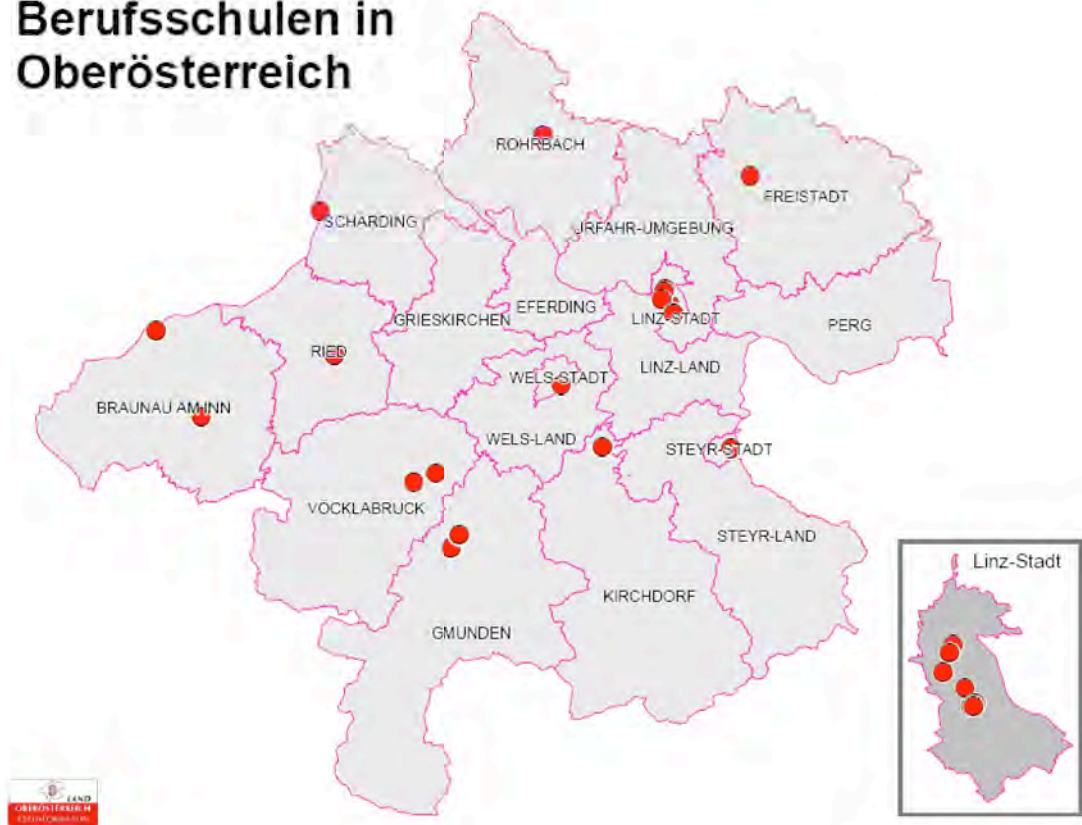 Berufsschulen in
Oberösterreich
ROHRBACH
FREISTADT
SCHARDING
URFAHR-UMGEBUNG
EFERDING
GRIESKIRCHEN
LINZ-STADT
PERG
RIED
LINZ-LAND
WELS-STADT
BRAUNAU AM INN
WELS-LAND
STEYR-STADT
VÖCKLABRUCK
STEYR-LAND
KIRCHDORF
GMUNDEN
Linz-Stadt
LAND
OBERÖSTERREICH